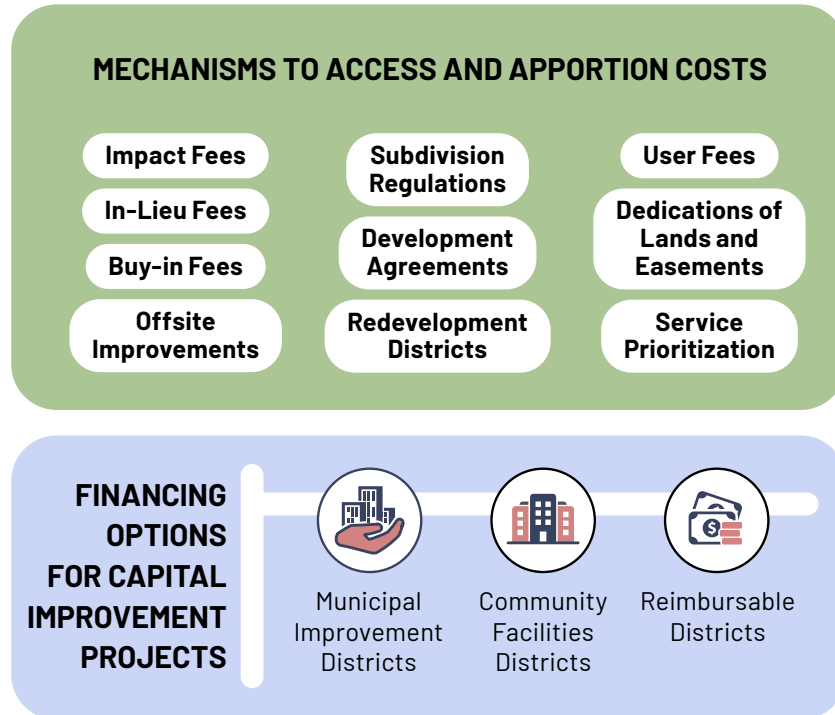 MECHANISMS TO ACCESS AND APPORTION COSTS
Impact Fees
In-Lieu Fees
Buy-in Fees
Offsite
Improvements
Subdivision
Regulations
Development
Agreements
Redevelopment
Districts
User Fees
Dedications of
Lands and
Easements
Service
Prioritization
FINANCING
OPTIONS
FOR CAPITAL
IMPROVEMENT
PROJECTS
Municipal
Improvement
Districts
Community
Facilities
Districts
$
Reimbursable
Districts